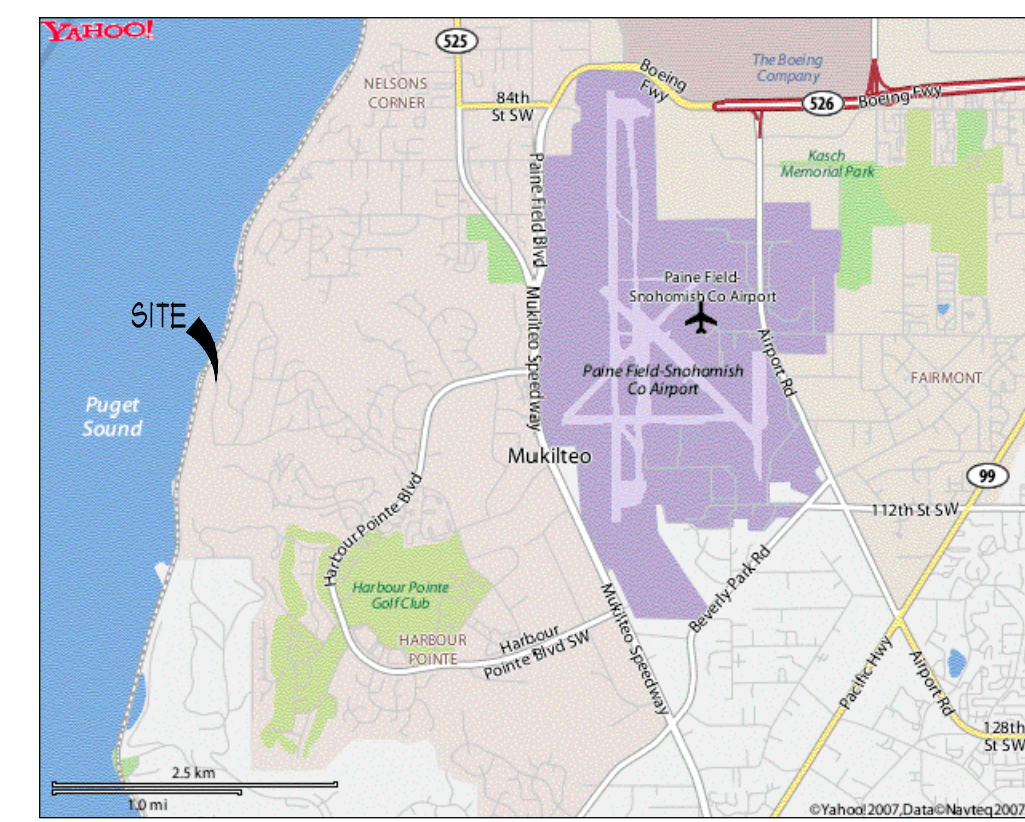 YAHOO!
525
NELSONS
CORNER
84th
St SW
Boeing
Fwy
The Boeing
Company
526
Boeing Fwy
Kasch
Memorial Park
Paine Field Blvd
Paine Field-
Snohomish Co Airport
SITE
Mukilteo Speedway
Airport Rd
Paine Field-Snohomish
Co Airport
FAIRMONT
Puget
Sound
Mukilteo
99
Harbour Pointe Blvd
112th St SW
Harbour Pointe
Golf Club
Beverly Park Rd
HARBOUR
POINTE
Harbour
Pointe Blvd SW
Mukilteo Speedway
Pacific Hwy
Airport Rd
128th
St SW
2.5 km
1.0 mi
©Yahoo!2007,Data©Navteq2007